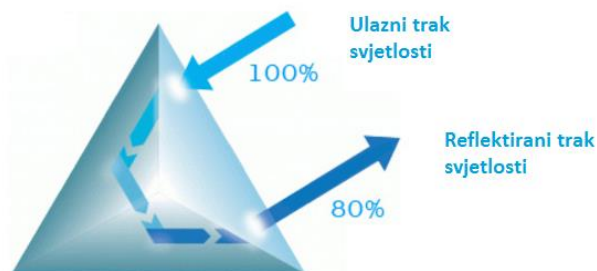 Ulazni trak
svjetlosti
100%
Reflektirani trak
svjetlosti
80%